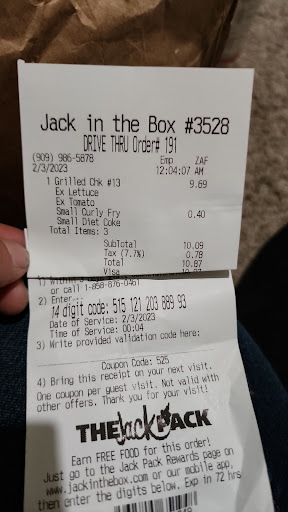 Jack in the Box #3528
DRIVE THRU Order# 191
(909) 986-5878 Emp ZAF
2/3/2023 12:04:07 AM
1 Grilled Chk #13 9.69
Ex Lettuce
Ex Tomato
Small Curly Fry 0.40
Small Diet Coke
Total Items: 3
SubTotal 10.09
Tax (7.7%) 0.78
Total 10.87
Visa 10.87
1)
or call 1-858-876-0461
2) Enter
14 digit code: 515 121 203 889 93
Date of Service: 2/3/2023
Time of Service: 00:04
3) Write provided validation code here:
Coupon Code: 525
4) Bring this receipt on your next visit.
One coupon per guest visit. Not valid with
other offers. Thank you for your visit!
THE Jack PACK
Earn FREE FOOD for this order!
Just go to the Jack Pack Rewards page on
www.jackinthebox.com or our mobile app,
then enter the digits below. Exp in 72 hrs